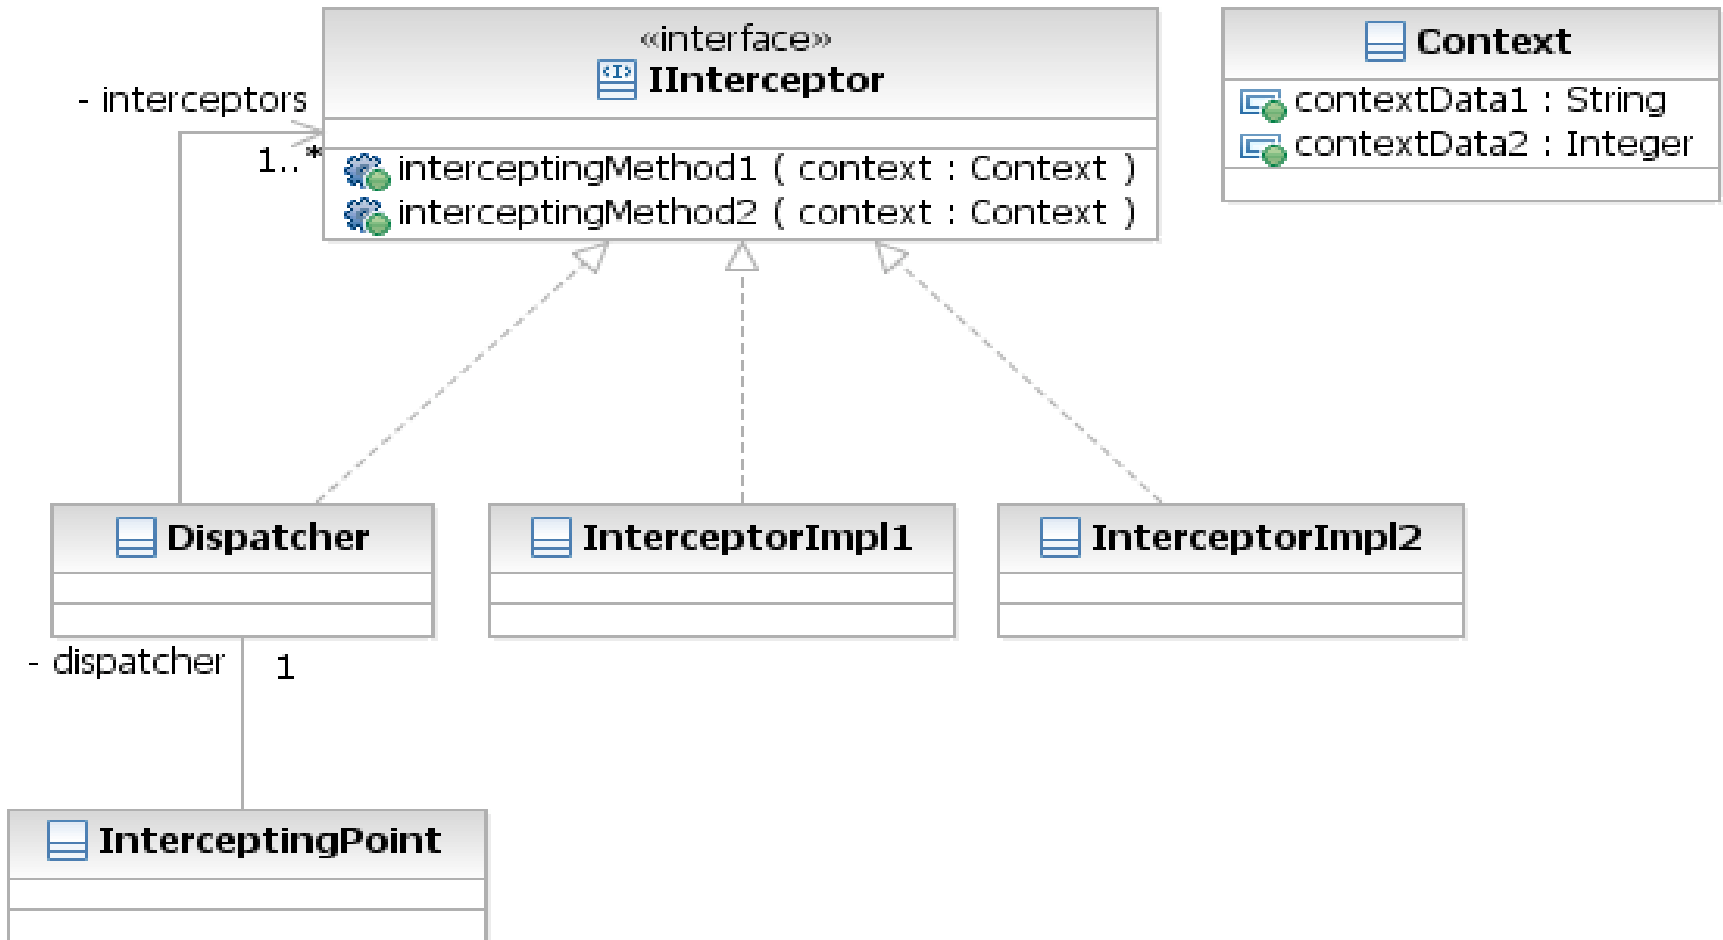 «interface»
IInterceptor
- interceptors
1..*
interceptingMethod1 ( context : Context )
interceptingMethod2 ( context : Context )
Context
contextData1 : String
contextData2 : Integer
Dispatcher
InterceptorImpl1
InterceptorImpl2
- dispatcher
1
InterceptingPoint